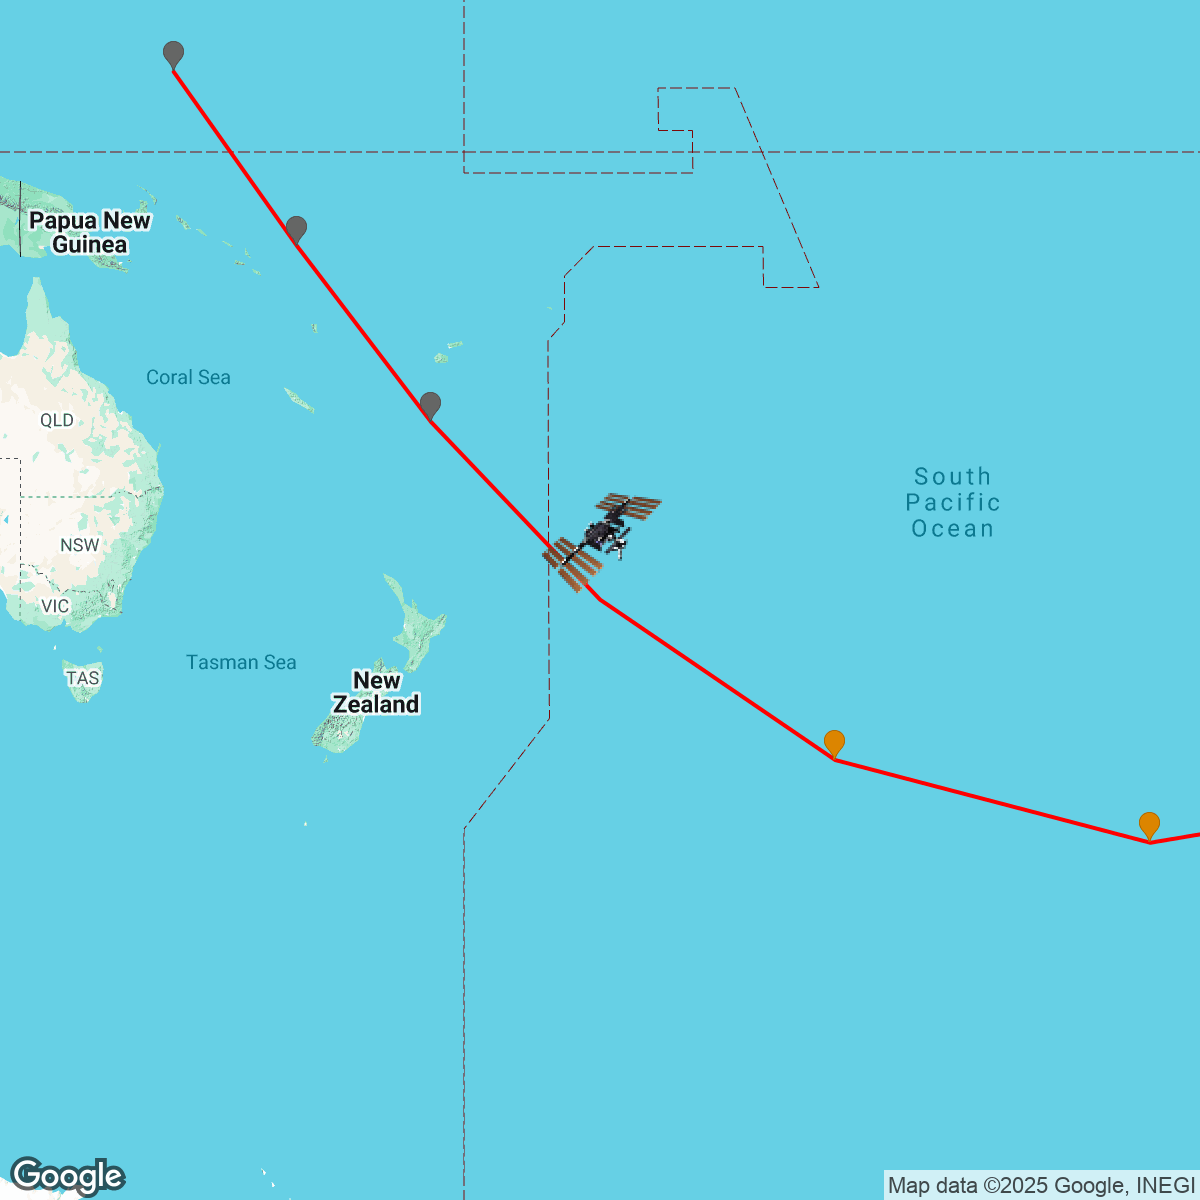 Papua New
Guinea
Coral Sea
QLD
South
Pacific
Ocean
NSW
VIC
Tasman Sea
TAS
New
Zealand
Google
Map data ©2025 Google, INEGI